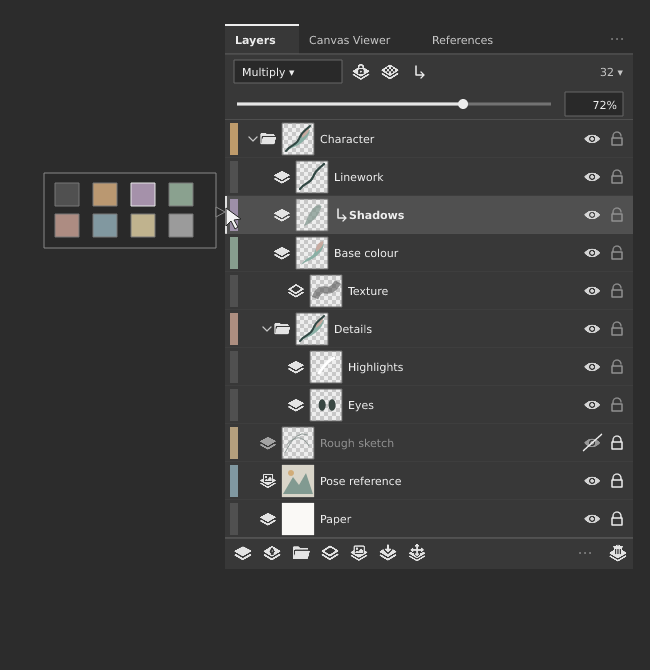 Layers Canvas Viewer References ...
Multiply ▾ 32 ▾
72%
Character
Linework
Shadows
Base colour
Texture
Details
Highlights
Eyes
Rough sketch
Pose reference
Paper
...